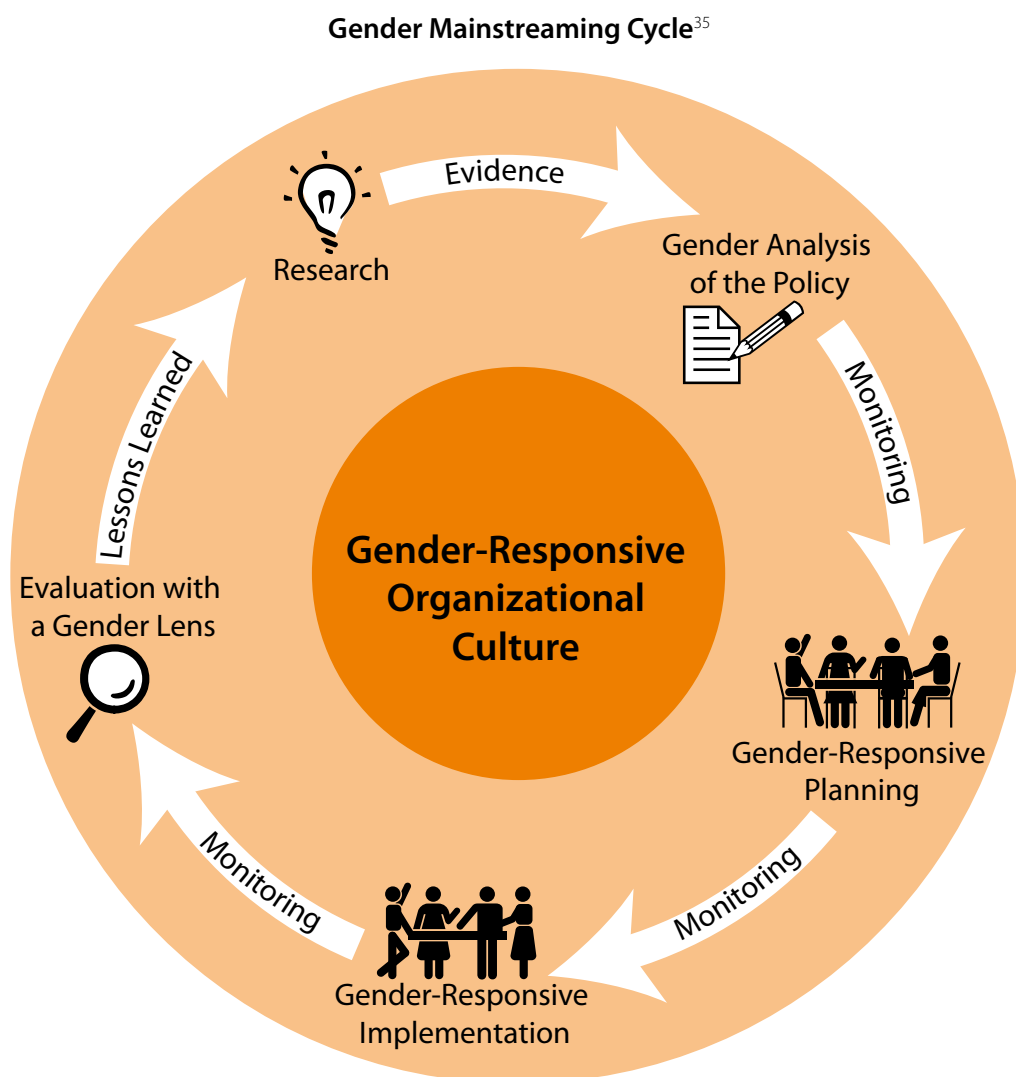 Gender Mainstreaming Cycle35
Evidence
Research
Gender Analysis
of the Policy
Monitoring
Gender-Responsive
Planning
Monitoring
Gender-Responsive
Implementation
Monitoring
Evaluation with
a Gender Lens
Lessons Learned
Gender-Responsive
Organizational
Culture